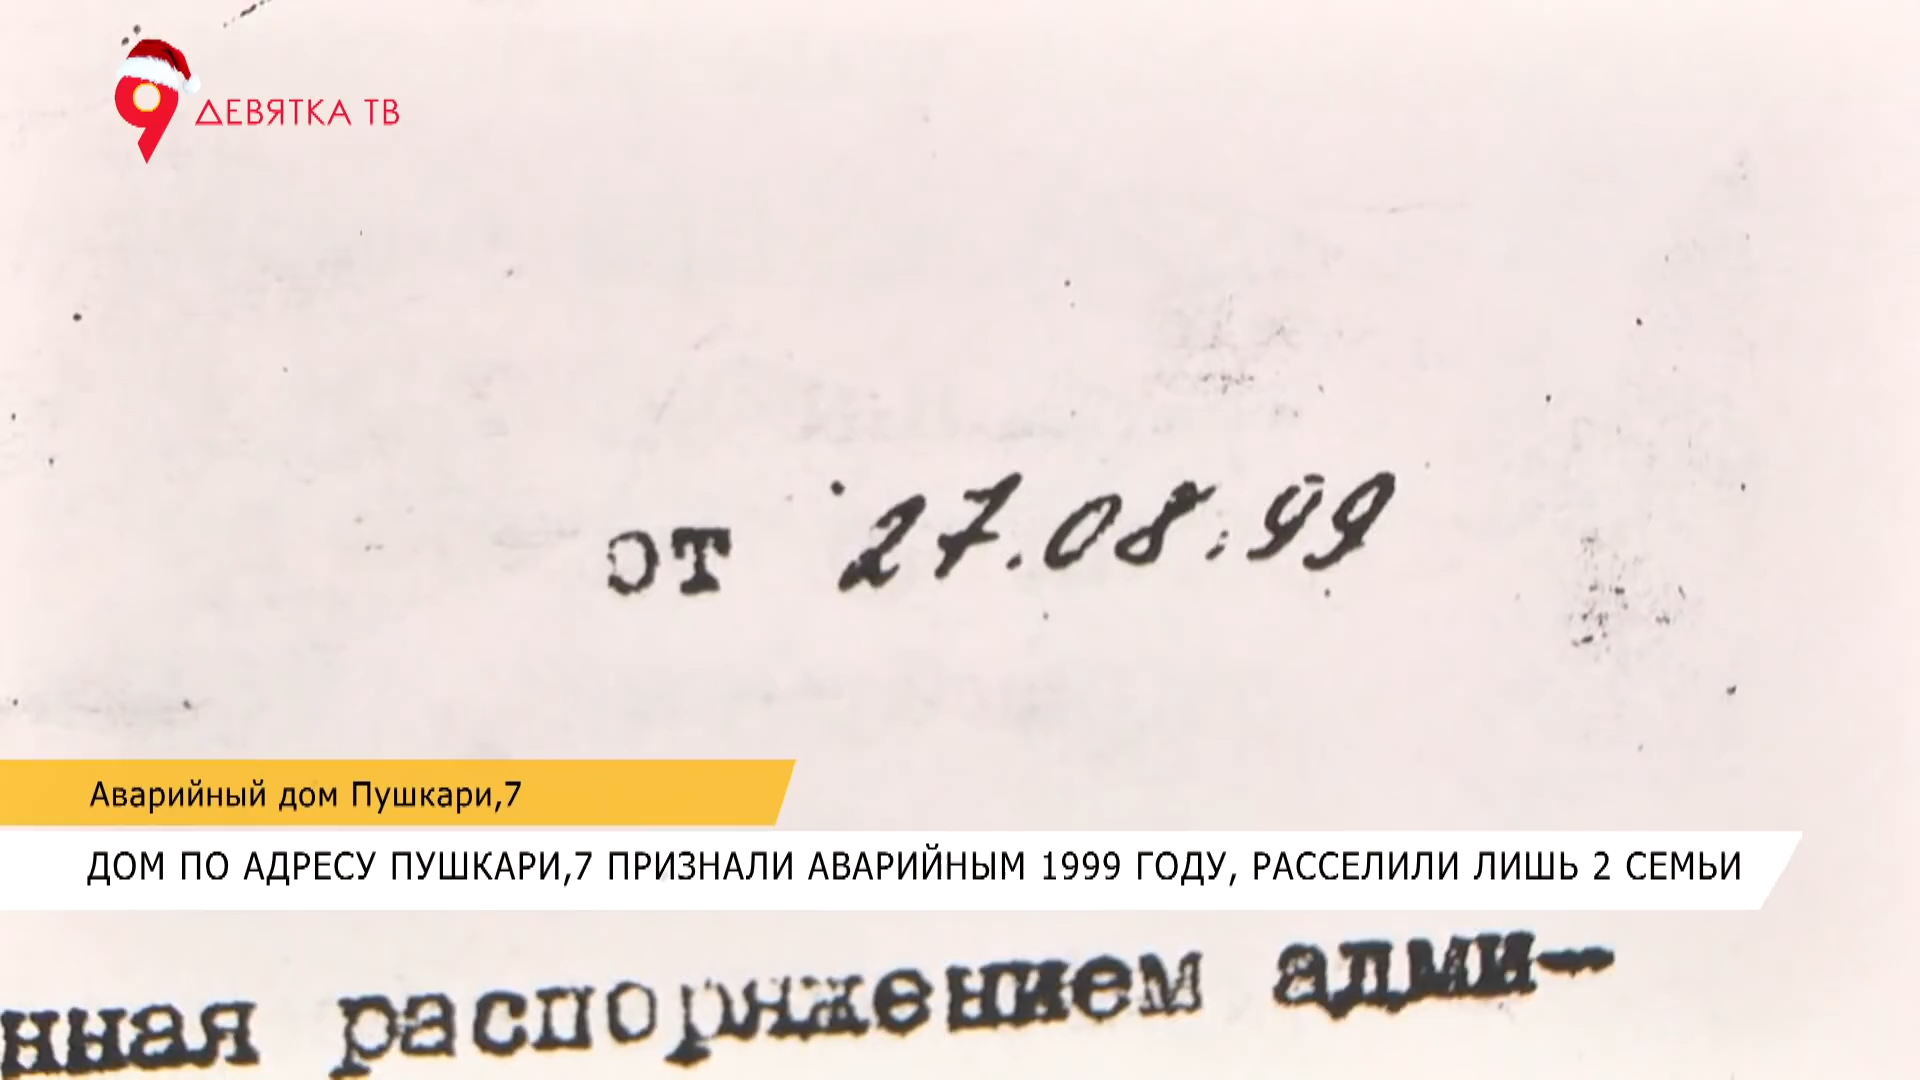 9 ДЕВЯТКА ТВ
от 27.08.99
Аварийный дом Пушкари,7
ДОМ ПО АДРЕСУ ПУШКАРИ,7 ПРИЗНАЛИ АВАРИЙНЫМ 1999 ГОДУ, РАССЕЛИЛИ ЛИШЬ 2 СЕМЬИ
нная распоряжением адми-